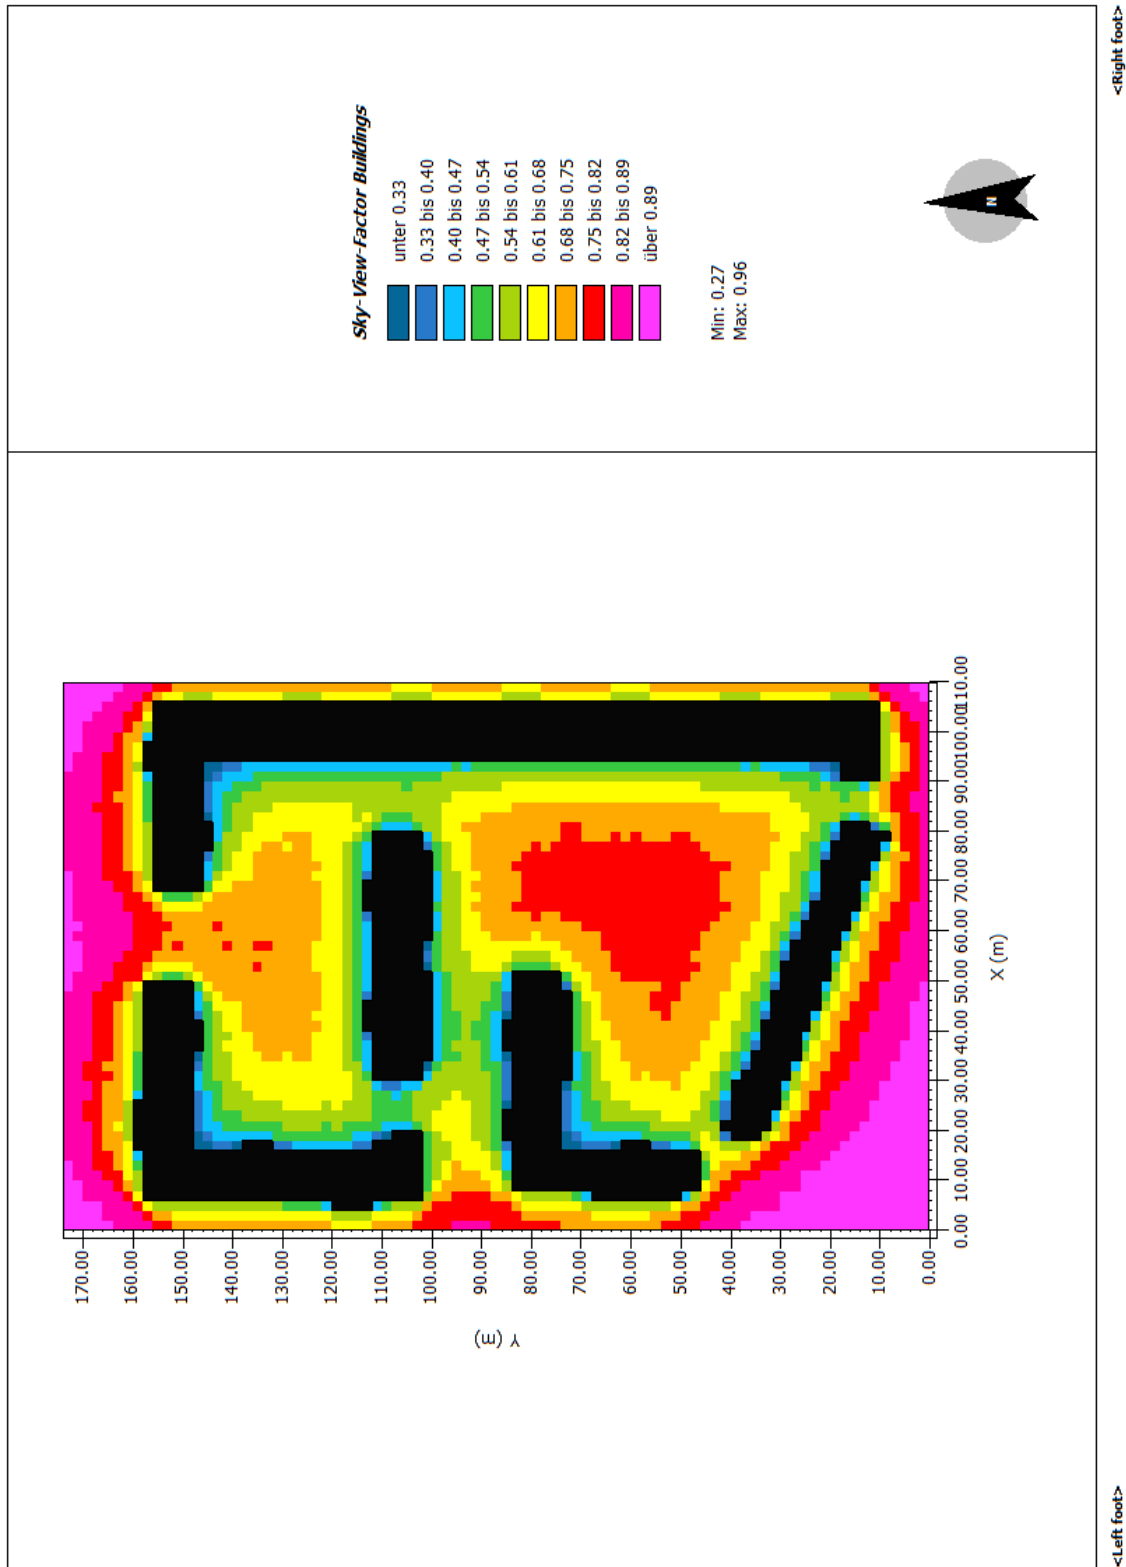 Sky-View-Factor Buildings
unter 0.33
0.33 bis 0.40
0.40 bis 0.47
0.47 bis 0.54
0.54 bis 0.61
0.61 bis 0.68
0.68 bis 0.75
0.75 bis 0.82
0.82 bis 0.89
über 0.89
Min: 0.27
Max: 0.96
N
Y (m)
170.00
160.00
150.00
140.00
130.00
120.00
110.00
100.00
90.00
80.00
70.00
60.00
50.00
40.00
30.00
20.00
10.00
0.00
0.00 10.00 20.00 30.00 40.00 50.00 60.00 70.00 80.00 90.00 100.00 110.00
X (m)
<Left foot>
<Right foot>